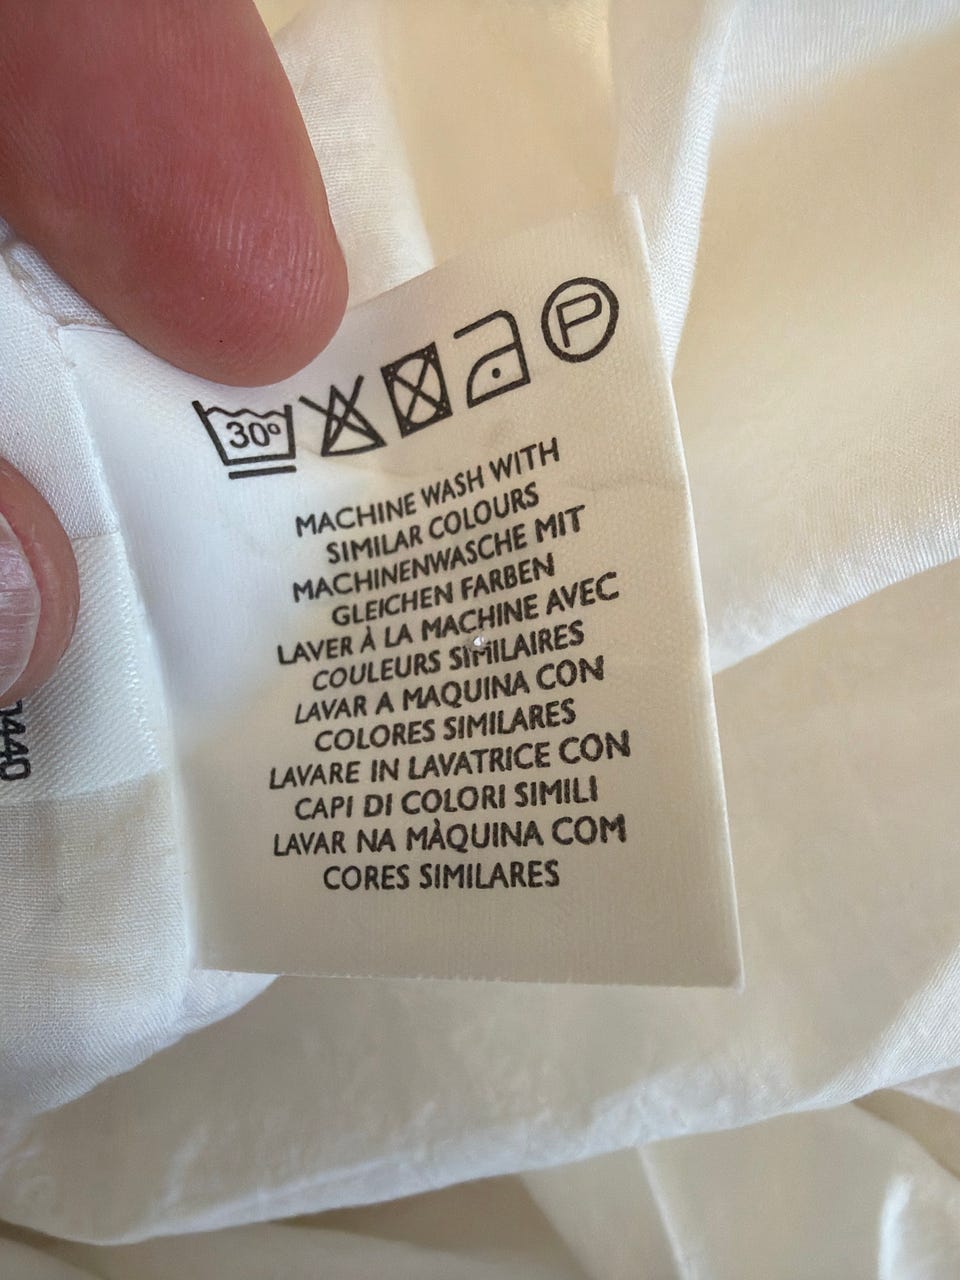 30°
P
MACHINE WASH WITH
SIMILAR COLOURS
MACHINENWASCHE MIT
GLEICHEN FARBEN
LAVER À LA MACHINE AVEC
COULEURS SIMILAIRES
LAVAR A MAQUINA CON
COLORES SIMILARES
LAVARE IN LAVATRICE CON
CAPI DI COLORI SIMILI
LAVAR NA MÀQUINA COM
CORES SIMILARES